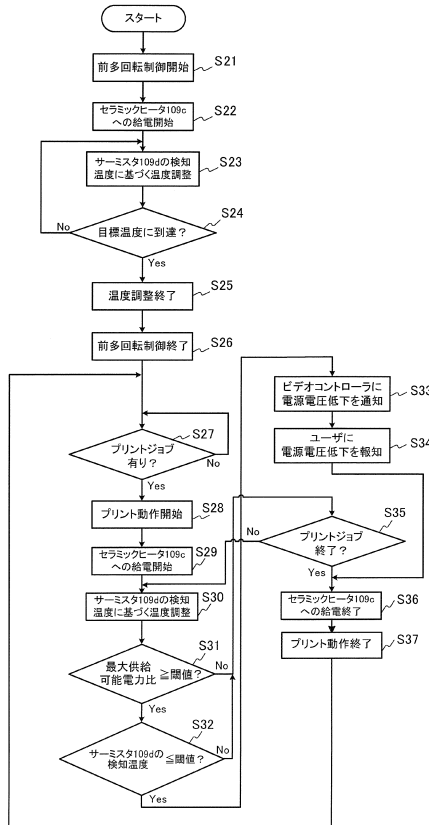 スタート
前多回転制御開始
S21
セラミックヒータ109c
への給電開始
S22
サーミスタ109dの検知
温度に基づく温度調整
S23
目標温度に到達？
S24
No
Yes
温度調整終了
S25
前多回転制御終了
S26
プリントジョブ
有り？
S27
No
Yes
プリント動作開始
S28
セラミックヒータ109c
への給電開始
S29
サーミスタ109dの検知
温度に基づく温度調整
S30
最大供給
可能電力比
≧閾値？
S31
No
Yes
サーミスタ109dの
検知温度
≦閾値？
S32
No
Yes
ビデオコントローラに
電源電圧低下を通知
S33
ユーザに
電源電圧低下を報知
S34
プリントジョブ
終了？
S35
No
Yes
セラミックヒータ109c
への給電終了
S36
プリント動作終了
S37